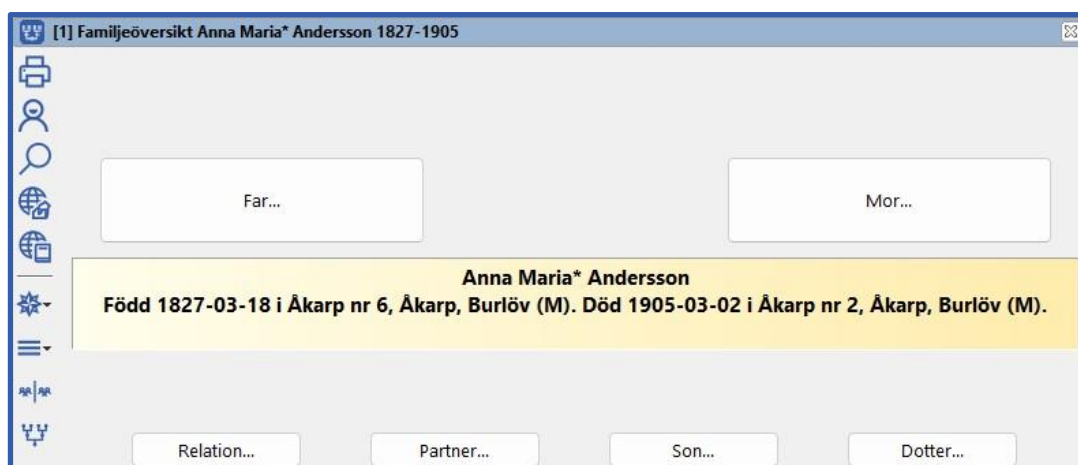 [1] Familjeöversikt Anna Maria* Andersson 1827-1905
Far...
Mor...
Anna Maria* Andersson
Född 1827-03-18 i Åkarp nr 6, Åkarp, Burlöv (M). Död 1905-03-02 i Åkarp nr 2, Åkarp, Burlöv (M).
Relation...
Partner...
Son...
Dotter...